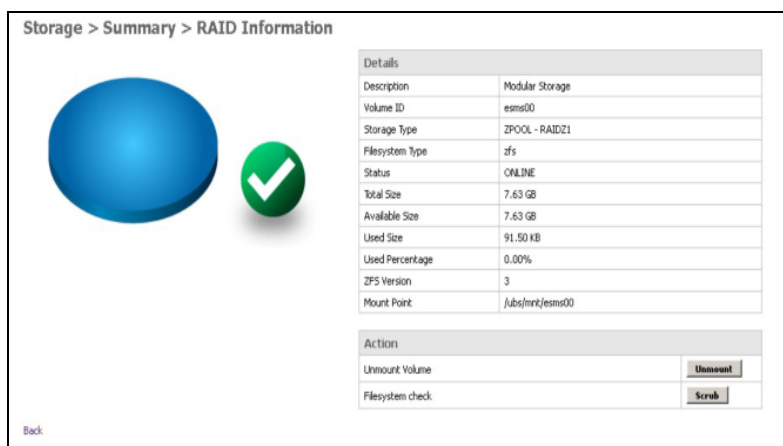 Storage > Summary > RAID Information
Details
Description Modular Storage
Volume ID esms00
Storage Type ZPOOL - RAIDZ1
Filesystem Type zfs
Status ONLINE
Total Size 7.63 GB
Available Size 7.63 GB
Used Size 91.50 KB
Used Percentage 0.00%
ZFS Version 3
Mount Point /ubs/mnt/esms00
Action
Unmount Volume Unmount
Filesystem check Scrub
Back